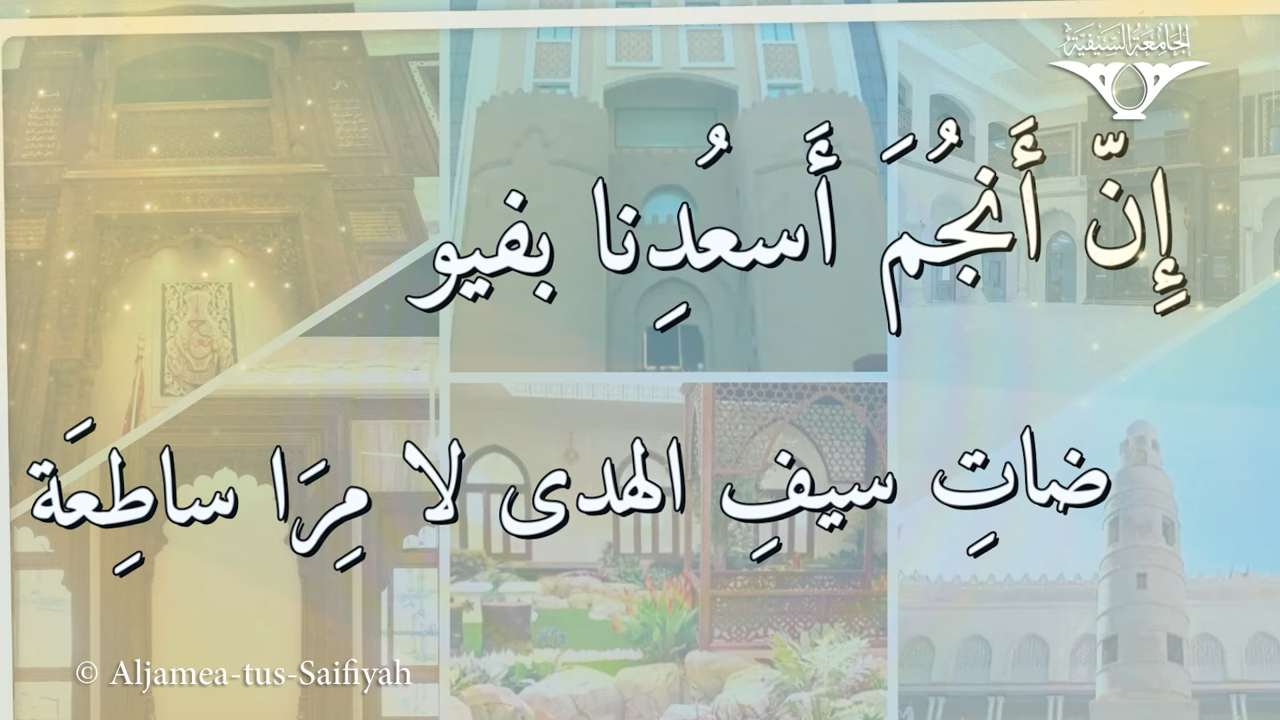 الجامعة السيفية
إِنّ أَنجُمَ أَسعُدِنا بفيو
ضاتِ سيفِ الهدى لا مِرَا ساطِعَة
© Aljamea-tus-Saifiyah